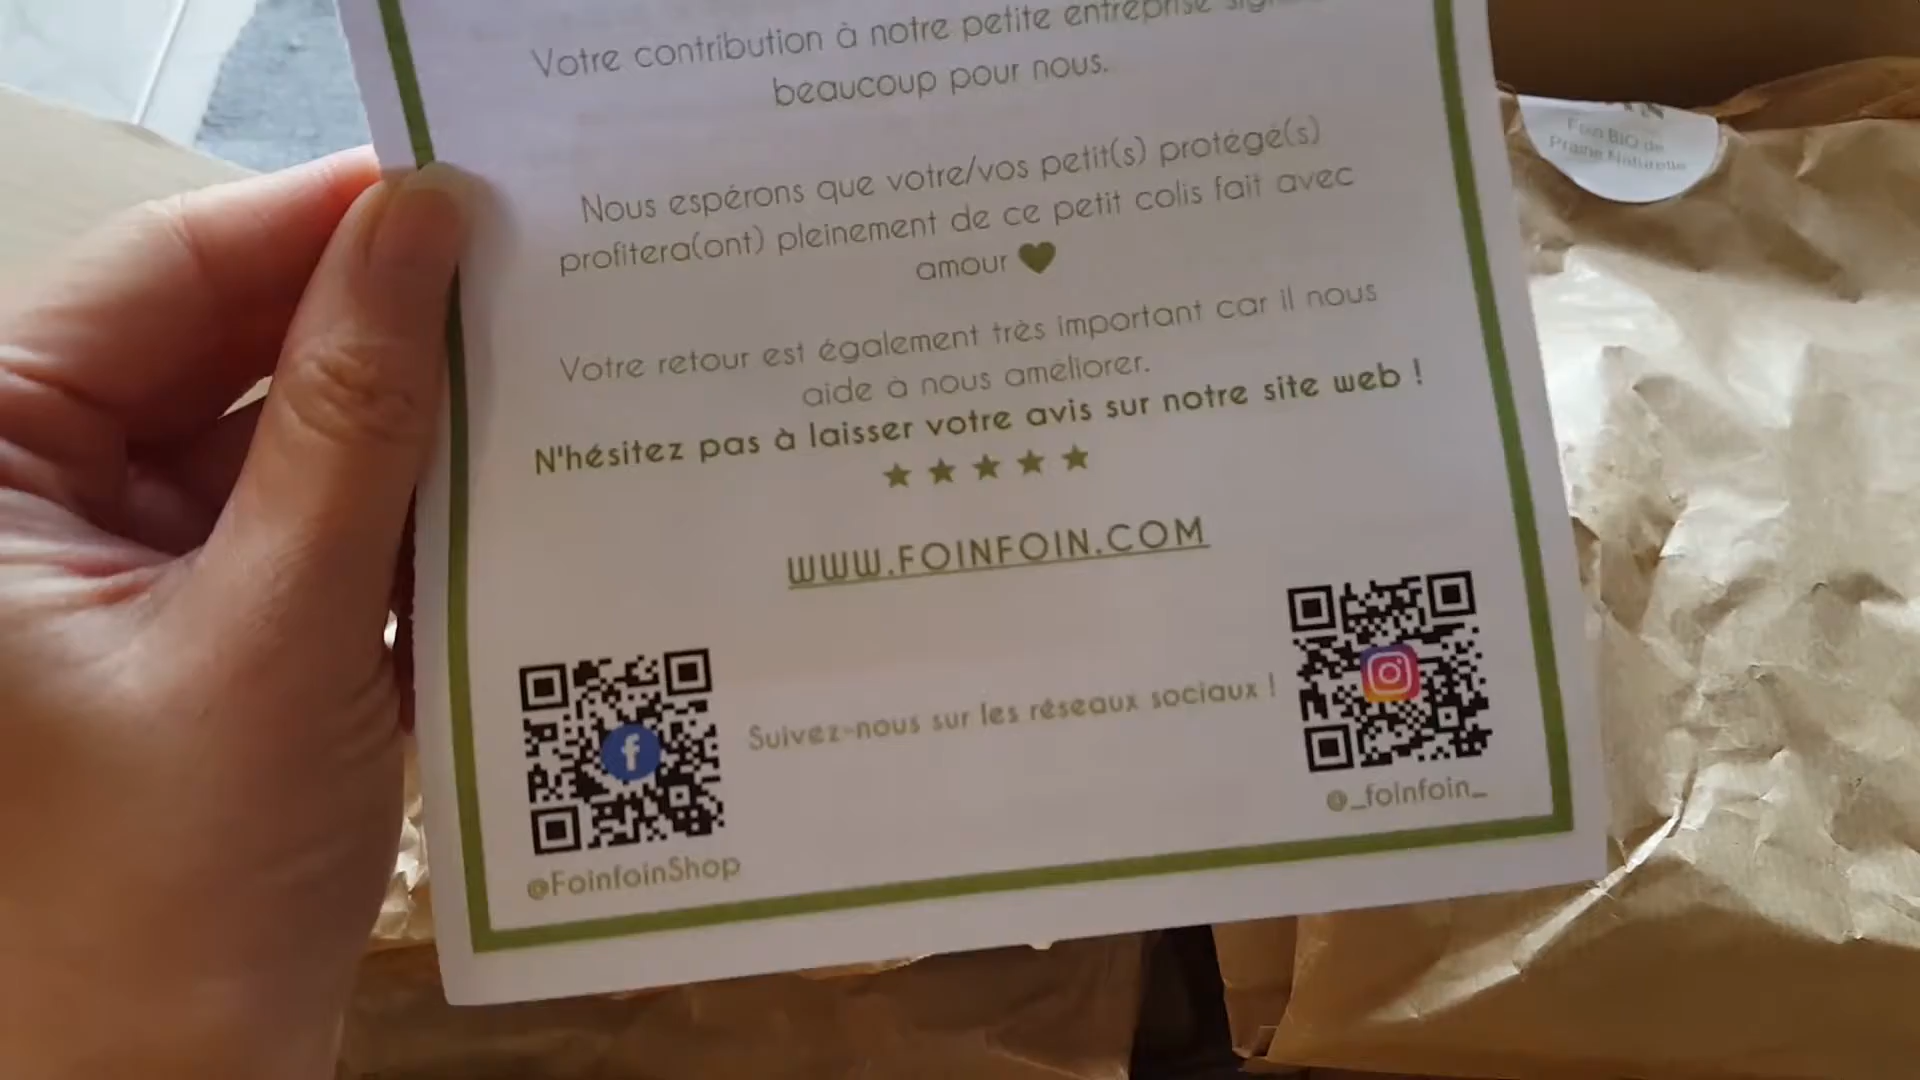 Votre contribution à notre petite entreprise
beaucoup pour nous.
Nous espérons que votre/vos petit(s) protégé(s)
profitera(ont) pleinement de ce petit colis fait avec
amour
Votre retour est également très important car il nous
aide à nous améliorer.
N'hésitez pas à laisser votre avis sur notre site web !
WWW.FOINFOIN.COM
Suivez-nous sur les réseaux sociaux !
@_foinfoin_
@FoinfoinShop
Foin BIO de
Prairie Naturelle